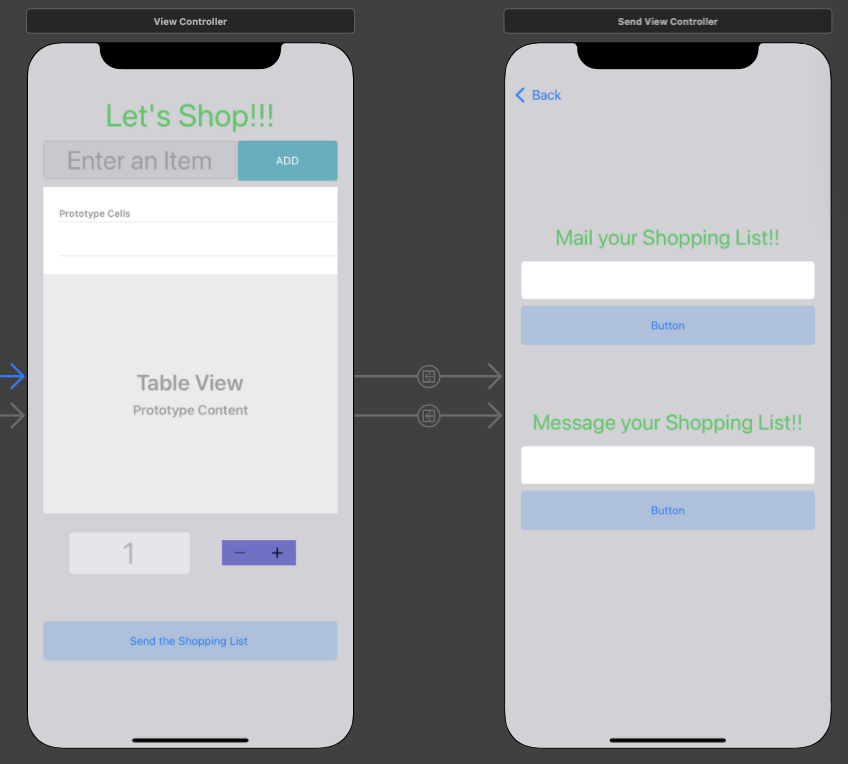 View Controller
Let's Shop!!!
Enter an Item
ADD
Prototype Cells
Table View
Prototype Content
1
− +
Send the Shopping List
Send View Controller
Back
Mail your Shopping List!!
Button
Message your Shopping List!!
Button